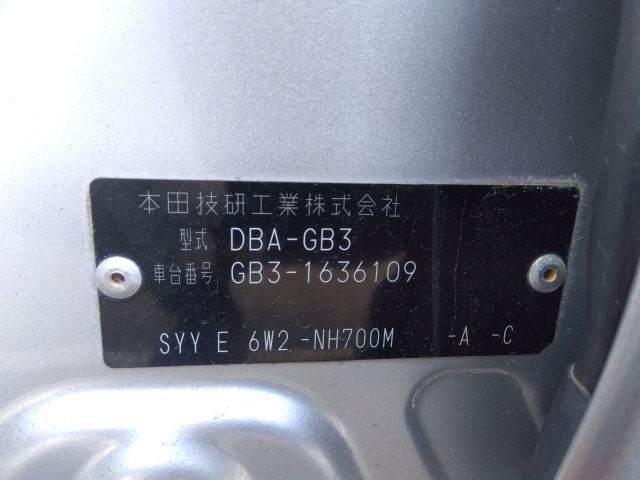 本田技研工業株式会社
型式 DBA-GB3
車台番号 GB3-1636109
SYY E 6W2 -NH700M -A -C